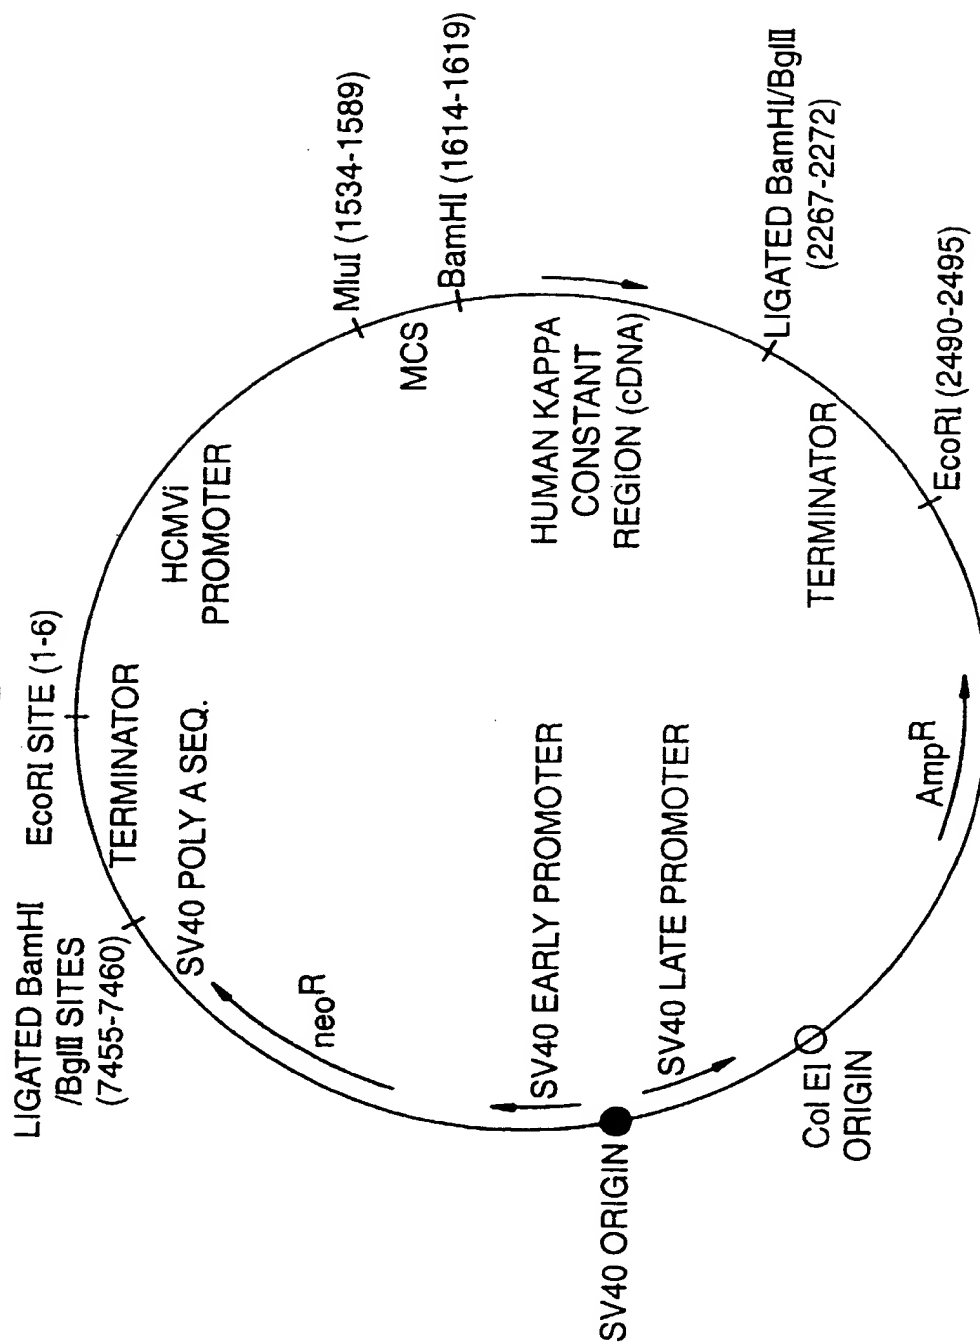 LIGATED BamHI
/BglII SITES
(7455-7460)
EcoRI SITE (1-6)
TERMINATOR
SV40 POLY A SEQ.
neoR
HCMVi
PROMOTER
MluI (1534-1589)
MCS
BamHI (1614-1619)
HUMAN KAPPA
CONSTANT
REGION (cDNA)
SV40 EARLY PROMOTER
SV40 ORIGIN
SV40 LATE PROMOTER
LIGATED BamHI/BglII
(2267-2272)
TERMINATOR
Col EI
ORIGIN
AmpR
EcoRI (2490-2495)